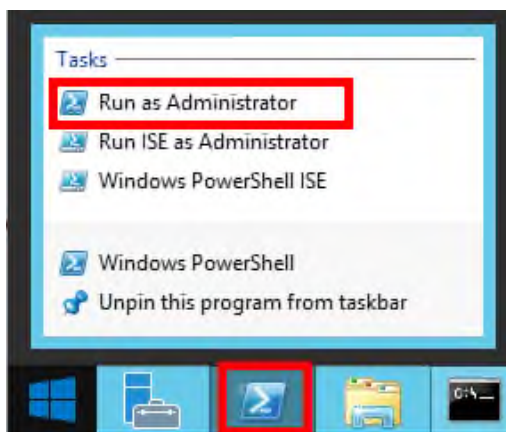 Tasks
Run as Administrator
Run ISE as Administrator
Windows PowerShell ISE
Windows PowerShell
Unpin this program from taskbar
C:\_